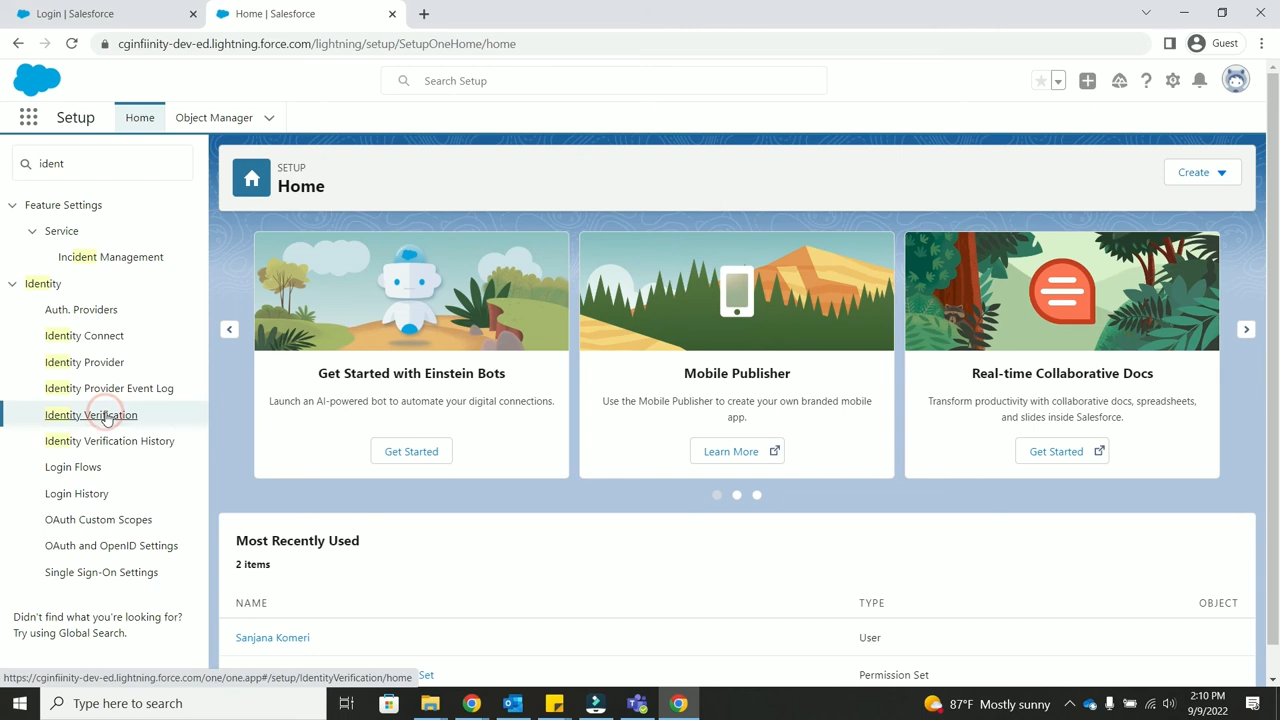 Login | Salesforce
Home | Salesforce
cginfiinity-dev-ed.lightning.force.com/lightning/setup/SetupOneHome/home
Guest
Search Setup
Setup
Home
Object Manager
ident
SETUP
Home
Create
Feature Settings
Service
Incident Management
Identity
Auth. Providers
Identity Connect
Identity Provider
Identity Provider Event Log
Identity Verification
Identity Verification History
Login Flows
Login History
OAuth Custom Scopes
OAuth and OpenID Settings
Single Sign-On Settings
Didn't find what you're looking for?
Try using Global Search.
Get Started with Einstein Bots
Launch an AI-powered bot to automate your digital connections.
Get Started
Mobile Publisher
Use the Mobile Publisher to create your own branded mobile
app.
Learn More
Real-time Collaborative Docs
Transform productivity with collaborative docs, spreadsheets,
and slides inside Salesforce.
Get Started
Most Recently Used
2 items
NAME
TYPE
OBJECT
Sanjana Komeri
User
Set
Permission Set
https://cginfiinity-dev-ed.lightning.force.com/one/one.app#/setup/IdentityVerification/home
Type here to search
87°F Mostly sunny
2:10 PM
9/9/2022